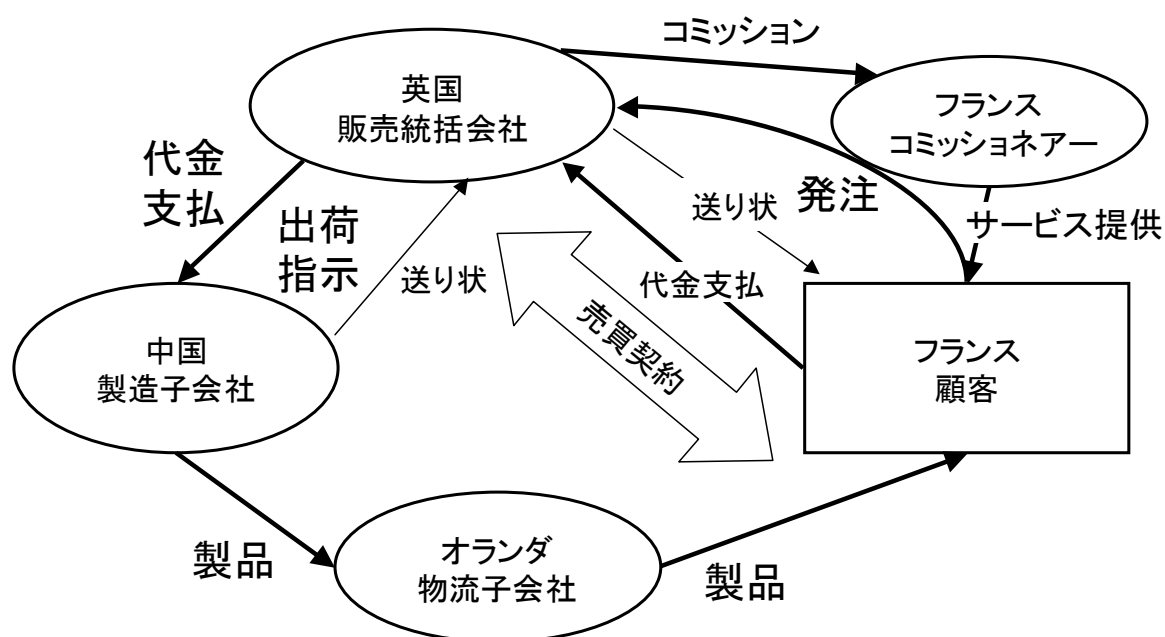 コミッション
英国
販売統括会社
フランス
コミッショネアー
代金
支払
出荷
指示
送り状
送り状
発注
サービス提供
代金支払
売買契約
中国
製造子会社
フランス
顧客
製品
オランダ
物流子会社
製品